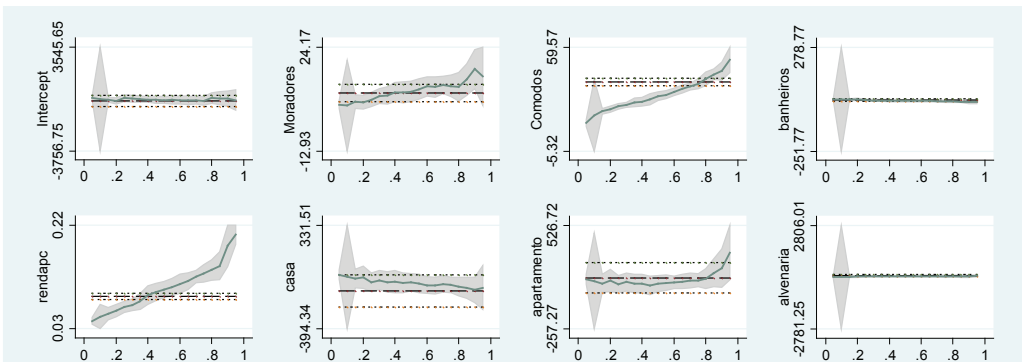 Intercept
3545.65
-3756.75
0 .2 .4 .6 .8 1
Moradores
24.17
-12.93
0 .2 .4 .6 .8 1
Comodos
59.57
-5.32
0 .2 .4 .6 .8 1
banheiros
278.77
-251.77
0 .2 .4 .6 .8 1
rendapc
0.22
0.03
0 .2 .4 .6 .8 1
casa
331.51
-394.34
0 .2 .4 .6 .8 1
apartamento
526.72
-257.27
0 .2 .4 .6 .8 1
alvenaria
2806.01
-2781.25
0 .2 .4 .6 .8 1